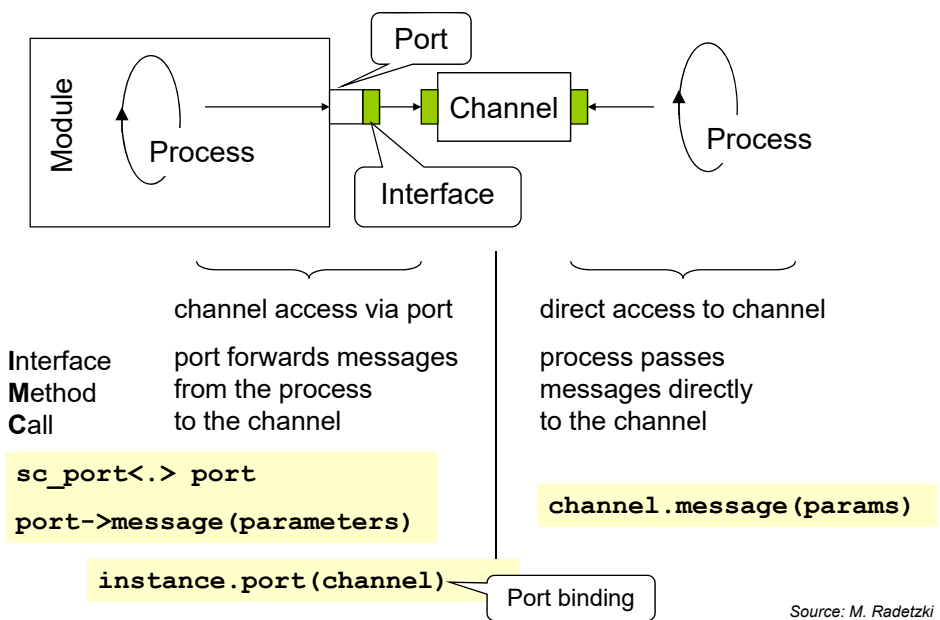 Port
Module
Process
Channel
Process
Interface
channel access via port
direct access to channel
Interface
Method
Call
port forwards messages
from the process
to the channel
process passes
messages directly
to the channel
sc_port<.> port
port->message(parameters)
channel.message(params)
instance.port(channel)
Port binding
Source: M. Radetzki